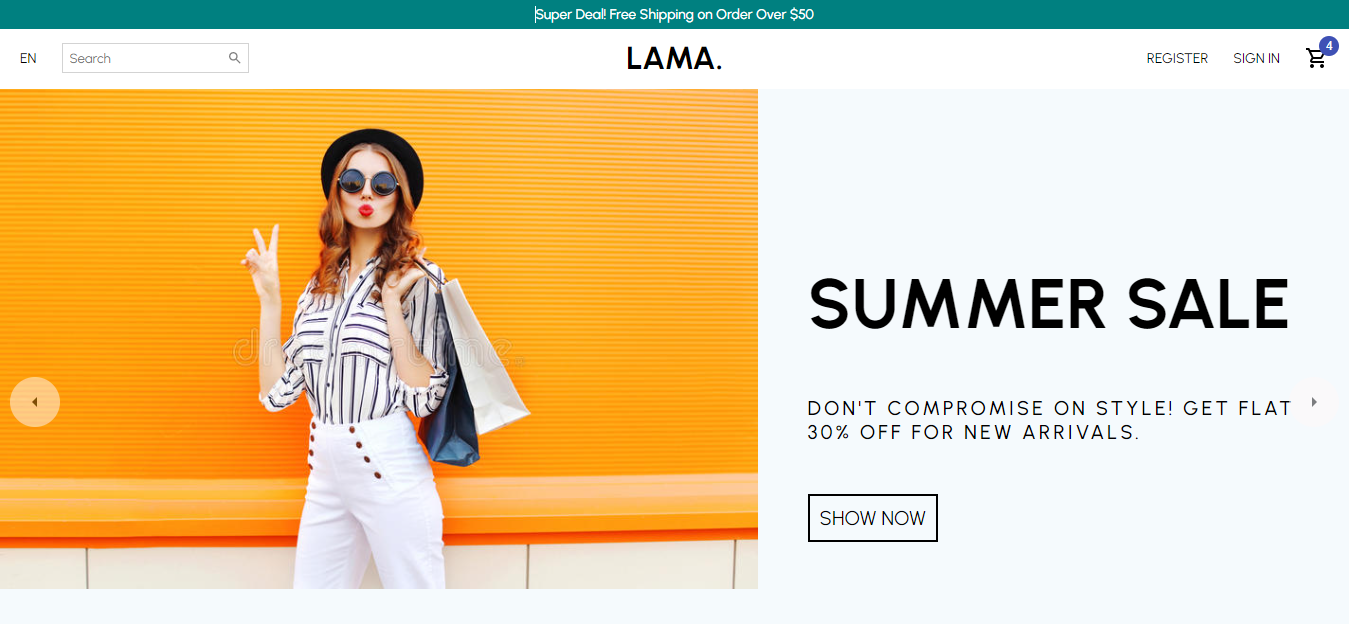 Super Deal! Free Shipping on Order Over $50
EN
Search
LAMA.
REGISTER
SIGN IN
4
SUMMER SALE
DON'T COMPROMISE ON STYLE! GET FLAT
30% OFF FOR NEW ARRIVALS.
SHOW NOW